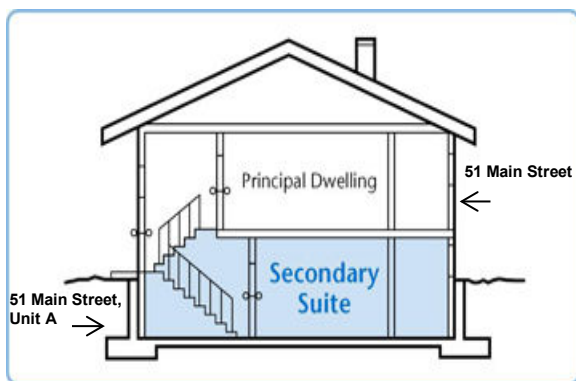 Principal Dwelling
51 Main Street
Secondary
Suite
51 Main Street,
Unit A